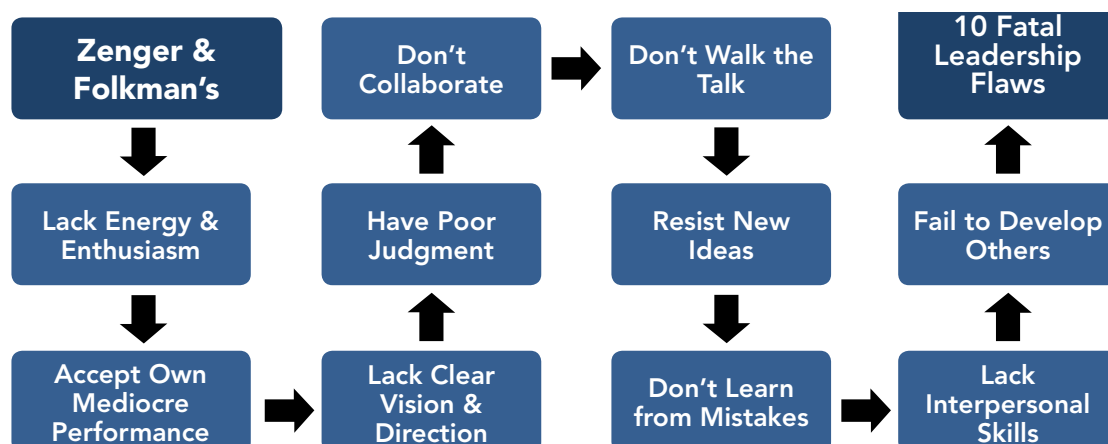 Zenger &
Folkman’s
Lack Energy &
Enthusiasm
Accept Own
Mediocre
Performance
Lack Clear
Vision &
Direction
Have Poor
Judgment
Don’t
Collaborate
Don’t Walk the
Talk
Resist New
Ideas
Don’t Learn
from Mistakes
Lack
Interpersonal
Skills
Fail to Develop
Others
10 Fatal
Leadership
Flaws